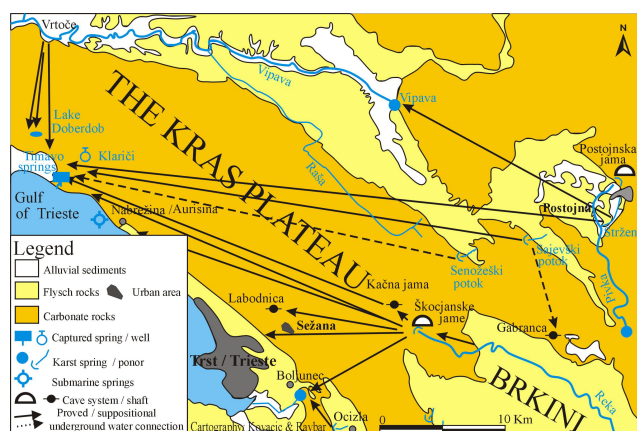 Vrtoče
N
Vipava
Vipava
THE KRAS PLATEAU
Lake
Doberdob
Klariči
Timavo
springs
Postojnska
jama
Raša
Gulf
of Trieste
Nabrežina /Aurisina
Postojna
Stržen
Sajevški
potok
Senožeški
potok
Pivka
Legend
Alluvial sediments
Flysch rocks
Urban area
Carbonate rocks
Captured spring / well
Karst spring / ponor
Submarine springs
Cave system / shaft
Proved / suppositional
underground water connection
Kačna jama
Labodnica
Škocjanske
jame
Sežana
Gabranca
Trst / Trieste
Boljunec
BRKINI
Reka
Ocizla
0 10 Km
Cartography: Kovacic & Ravbar